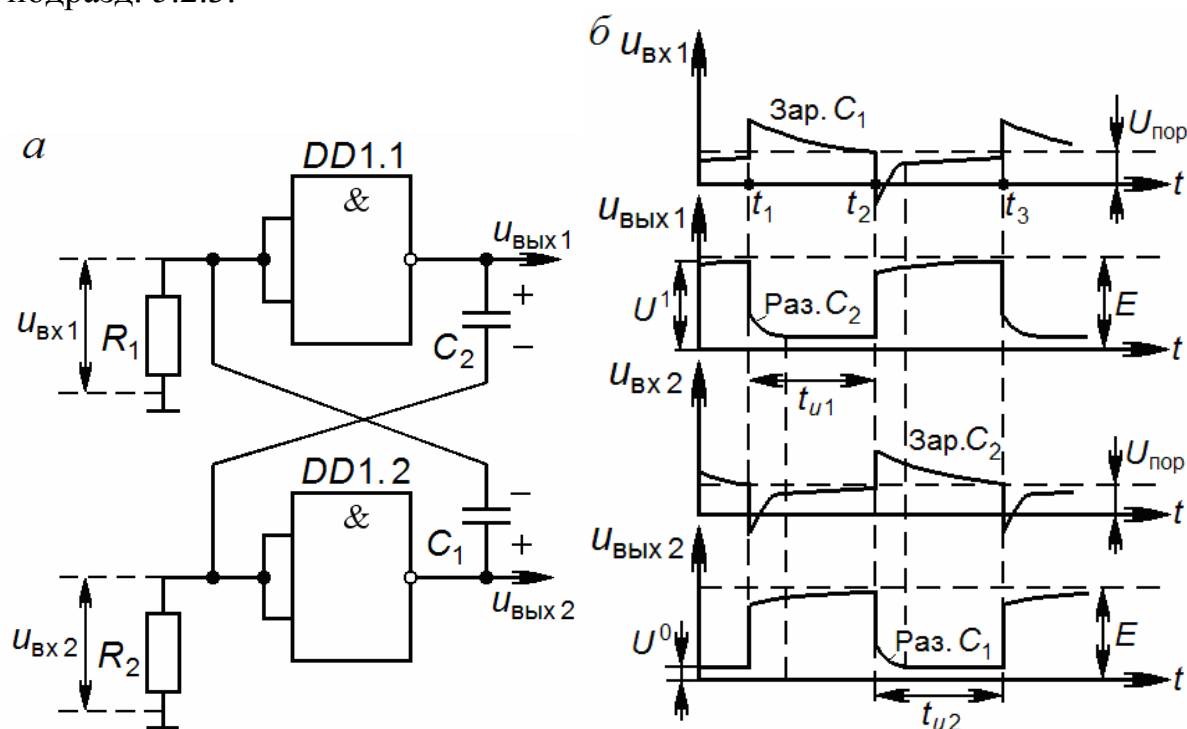 подразд. 5.2.3.
а
DD1.1
&
uвых1
+
C2
−
uвх1
R1
DD1.2
&
−
C1
+
uвых2
uвх2
R2
б
uвх1
Зар. C1
Uпор
t1
t2
t3
t
uвых1
U¹
Раз. C2
E
t
uвх2
tu1
Зар.C2
Uпор
t
uвых2
U⁰
Раз. C1
E
t
tu2